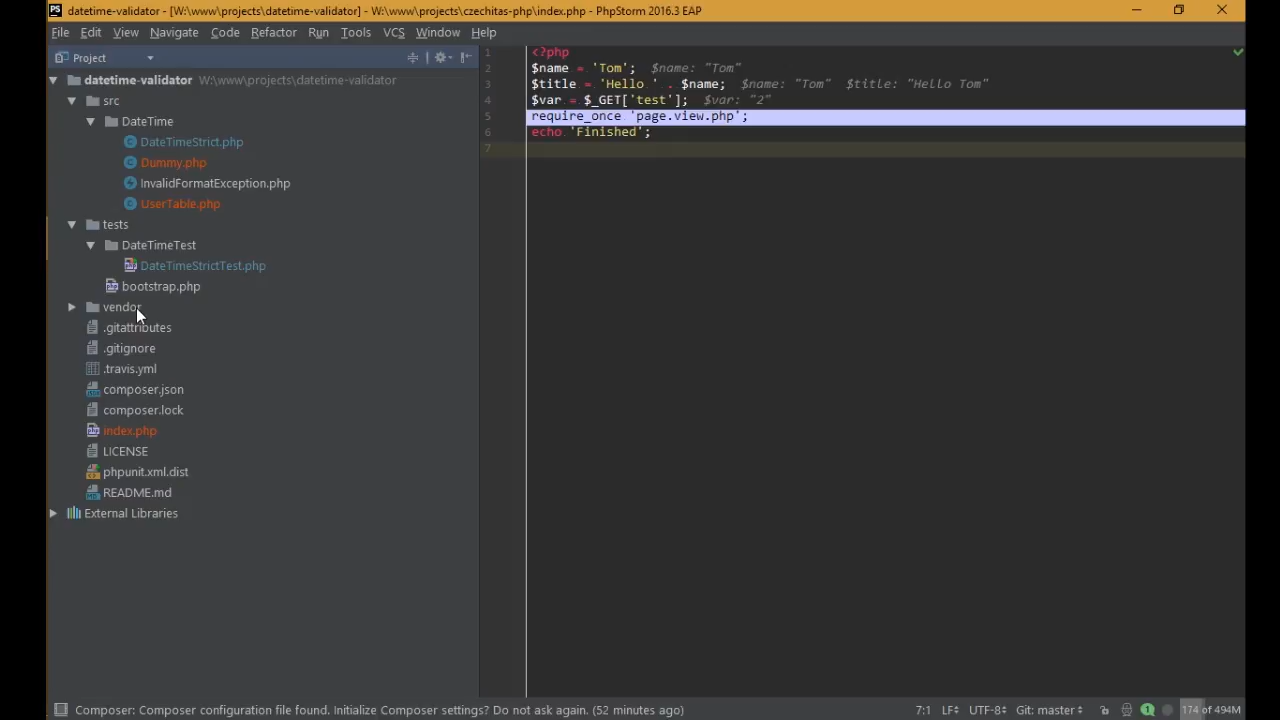 datetime-validator - [W:\www\projects\datetime-validator] - W:\www\projects\czechitas-php\index.php - PhpStorm 2016.3 EAP
File Edit View Navigate Code Refactor Run Tools VCS Window Help
Project
datetime-validator W:\www\projects\datetime-validator
src
DateTime
DateTimeStrict.php
Dummy.php
InvalidFormatException.php
UserTable.php
tests
DateTimeTest
DateTimeStrictTest.php
bootstrap.php
vendor
.gitattributes
.gitignore
.travis.yml
composer.json
composer.lock
index.php
LICENSE
phpunit.xml.dist
README.md
External Libraries
1 <?php
2 $name = 'Tom'; $name: "Tom"
3 $title = 'Hello ' . $name; $name: "Tom" $title: "Hello Tom"
4 $var = $_GET['test']; $var: "2"
5 require_once 'page.view.php';
6 echo 'Finished';
7
Composer: Composer configuration file found. Initialize Composer settings? Do not ask again. (52 minutes ago) 7:1 LF÷ UTF-8÷ Git: master÷ 1 174 of 494M